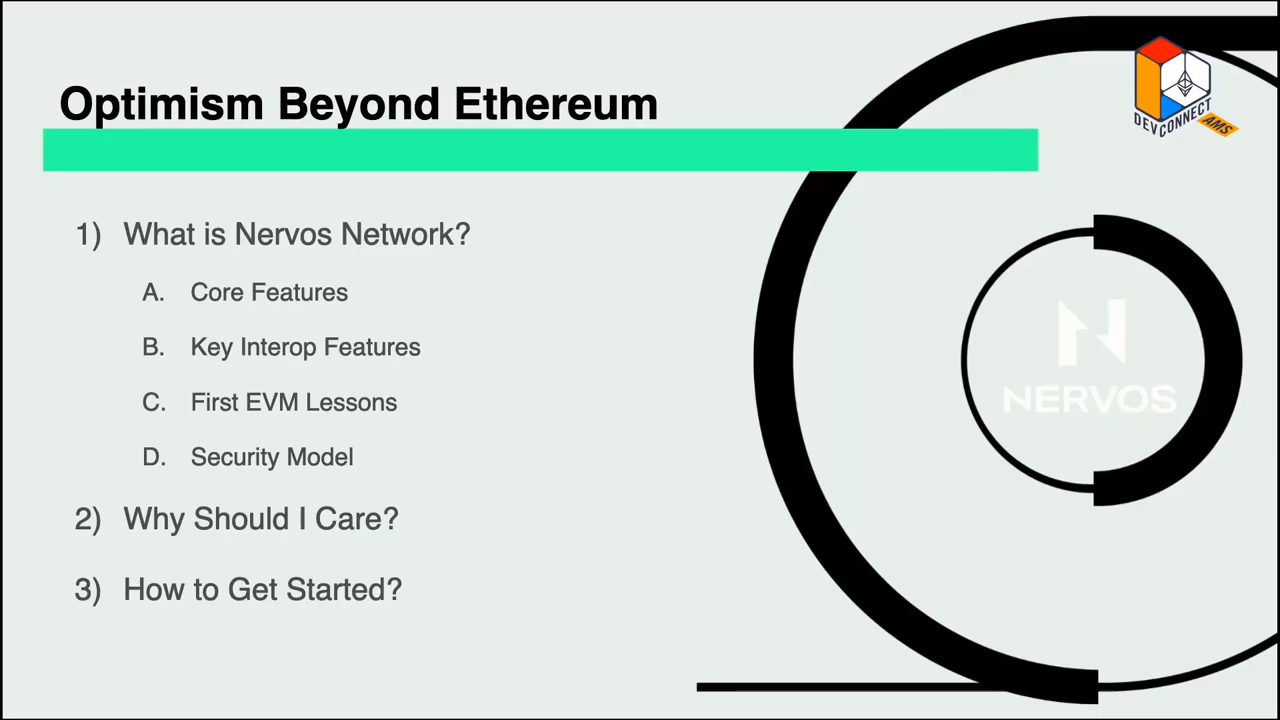 Optimism Beyond Ethereum
DEVCONNECT
AMS
1) What is Nervos Network?
A. Core Features
B. Key Interop Features
C. First EVM Lessons
D. Security Model
2) Why Should I Care?
3) How to Get Started?
NERVOS